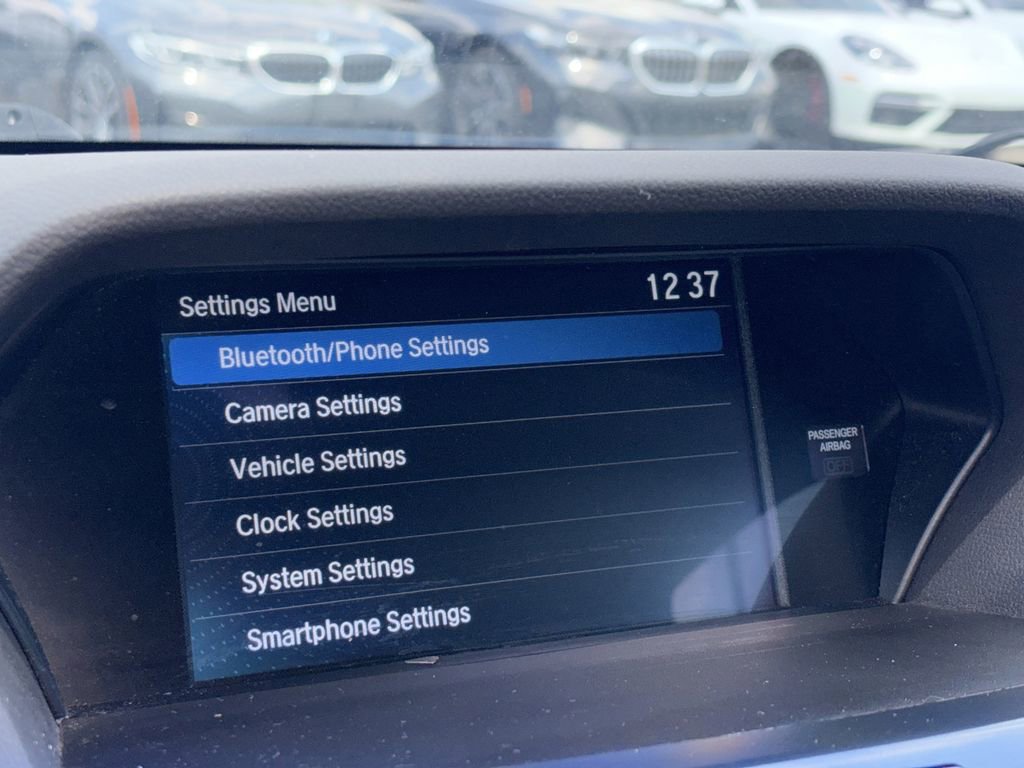 Settings Menu
12 37
Bluetooth/Phone Settings
Camera Settings
Vehicle Settings
Clock Settings
System Settings
Smartphone Settings
PASSENGER
AIRBAG
OFF